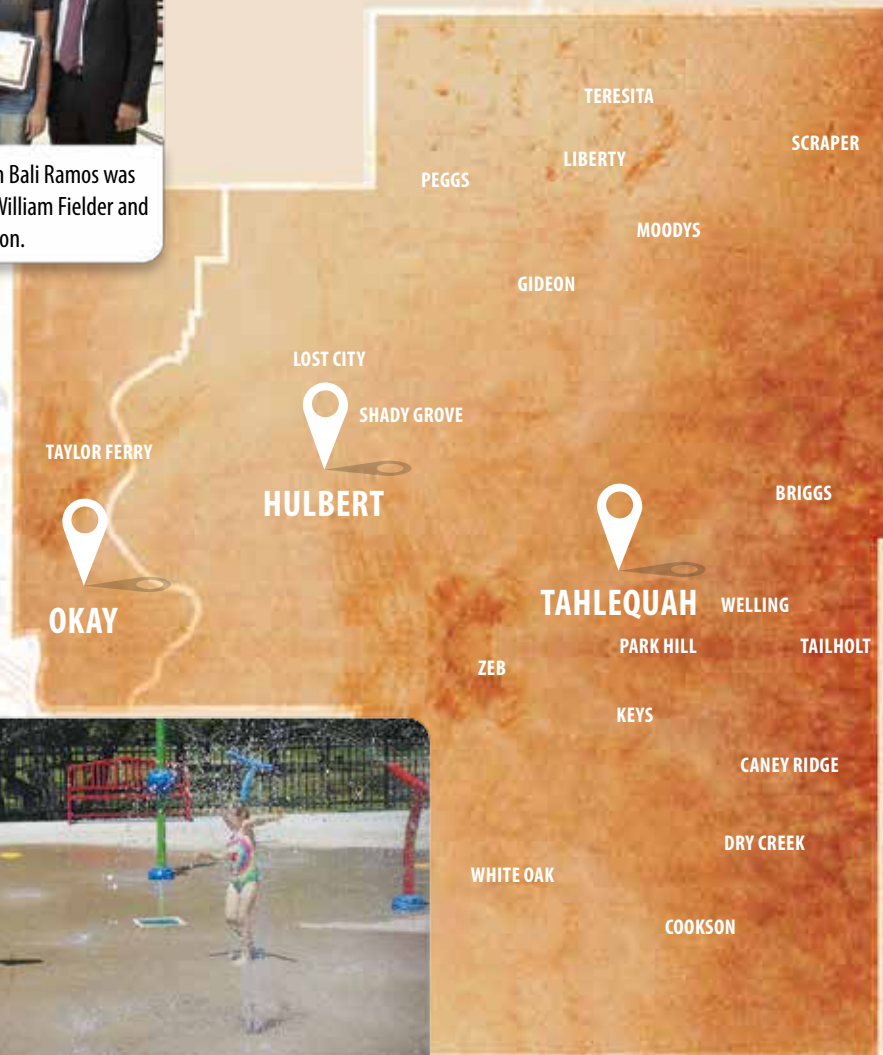 n Bali Ramos was
William Fielder and
on.
TERESITA
SCRAPER
LIBERTY
PEGGS
MOODYS
GIDEON
LOST CITY
SHADY GROVE
TAYLOR FERRY
HULBERT
BRIGGS
OKAY
TAHLEQUAH
WELLING
PARK HILL
TAILHOLT
ZEB
KEYS
CANEY RIDGE
DRY CREEK
WHITE OAK
COOKSON